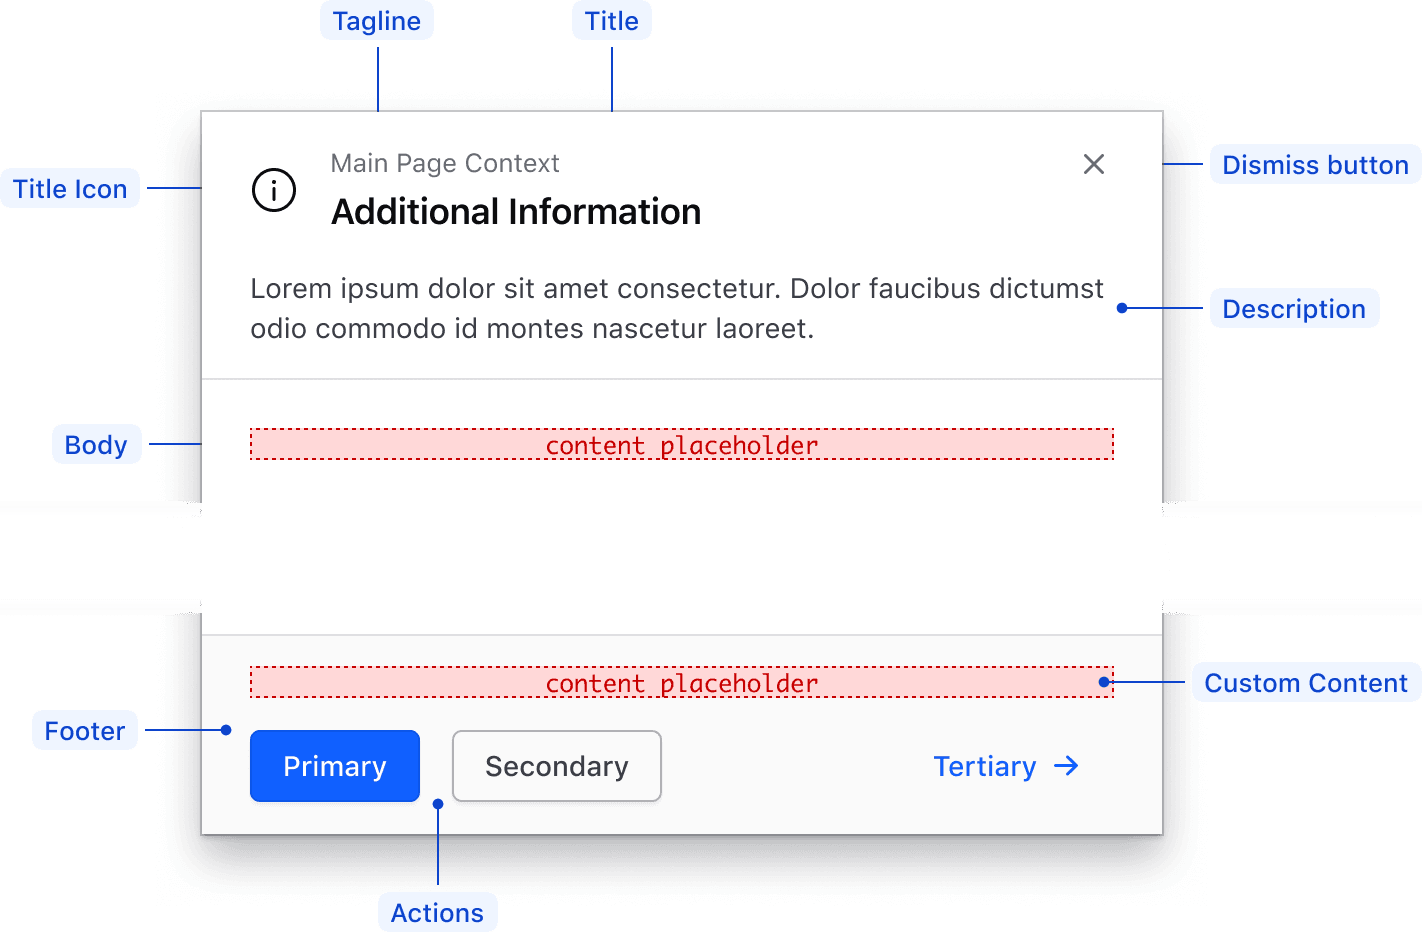 Tagline
Title
Main Page Context
Dismiss button
Title Icon
Additional Information
Lorem ipsum dolor sit amet consectetur. Dolor faucibus dictumst
odio commodo id montes nascetur laoreet.
Description
Body
content placeholder
content placeholder
Custom Content
Footer
Primary
Secondary
Tertiary →
Actions